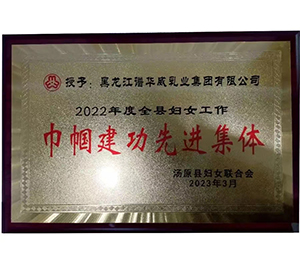 授予：黑龙江谱华威乳业集团有限公司
2022年度全县妇女工作
巾帼建功先进集体
汤原县妇女联合会
2023年3月